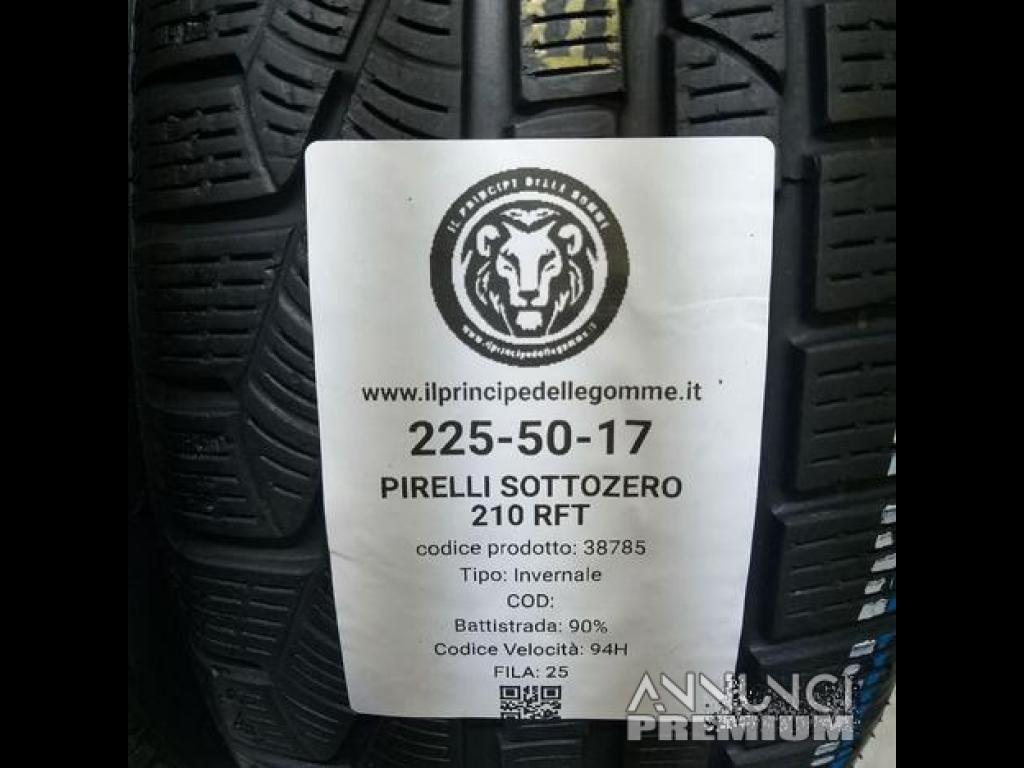 IL PRINCIPE DELLE GOMME
www.ilprincipedellegomme.it
www.ilprincipedellegomme.it
225-50-17
PIRELLI SOTTOZERO
210 RFT
codice prodotto: 38785
Tipo: Invernale
COD:
Battistrada: 90%
Codice Velocità: 94H
FILA: 25
ANNUNCI
PREMIUM